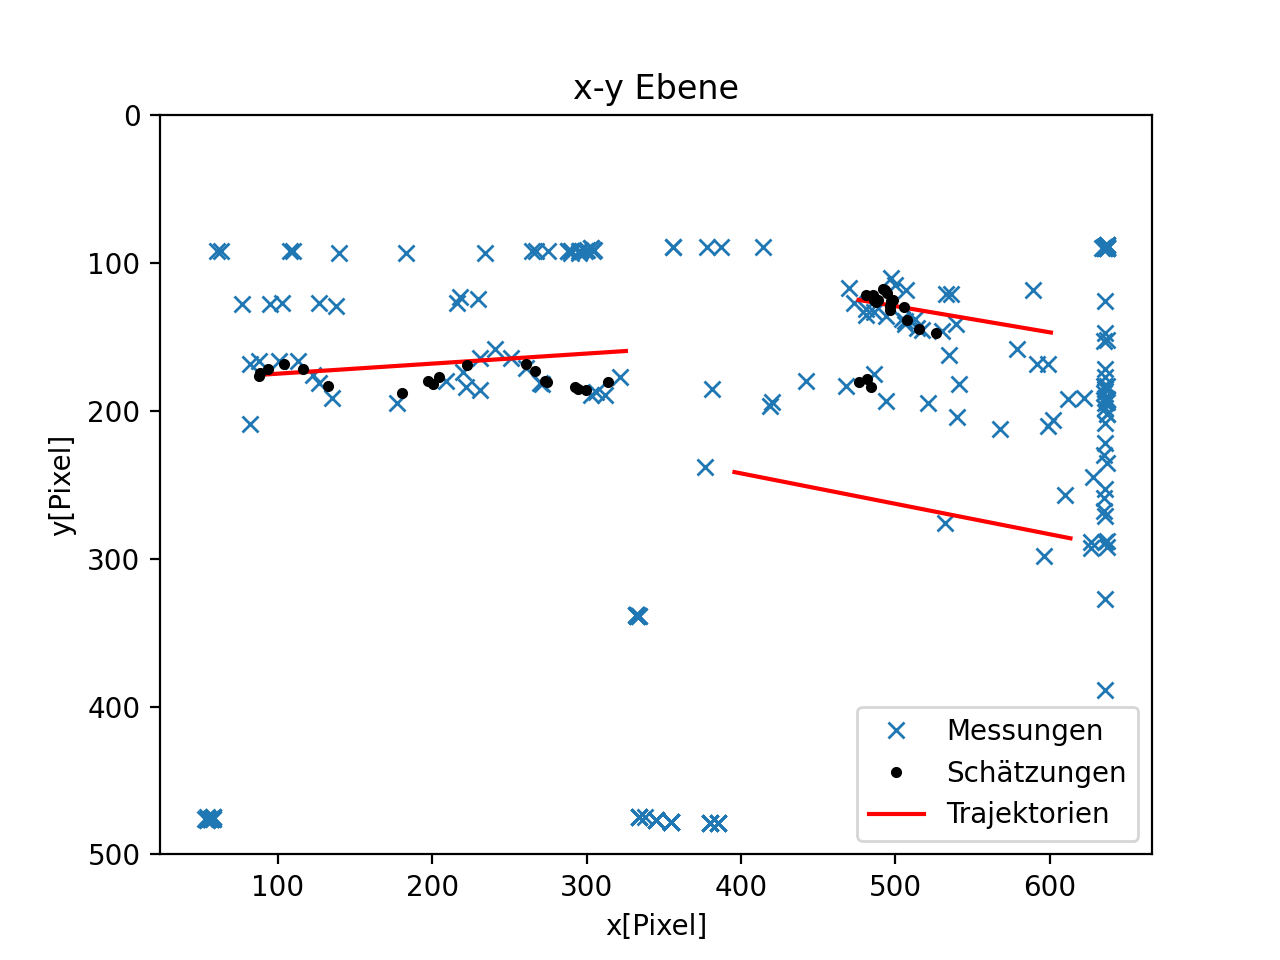 x-y Ebene
0
100
200
300
400
500
y[Pixel]
100
200
300
400
500
600
x[Pixel]
Messungen
Schätzungen
Trajektorien